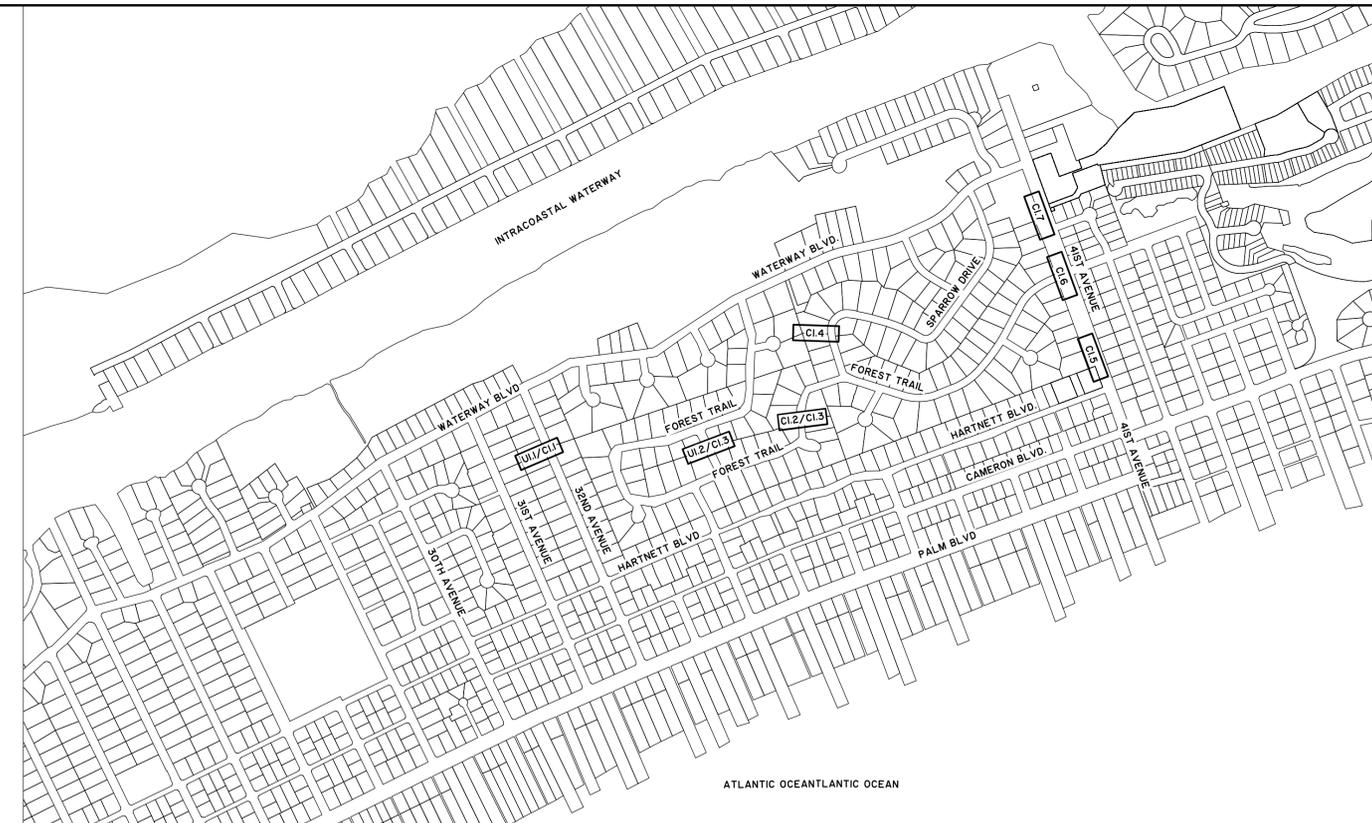 INTRACOASTAL WATERWAY
C1.7
WATERWAY BLVD.
41ST AVENUE
C1.6
SPARROW DRIVE
C1.4
C1.5
FOREST TRAIL
WATERWAY BLVD
FOREST TRAIL
C1.2/C1.3
HARTNETT BLVD.
U1.1/C1.1
U1.2/C1.3
FOREST TRAIL
41ST AVENUE
CAMERON BLVD.
31ST AVENUE
32ND AVENUE
HARTNETT BLVD
PALM BLVD
30TH AVENUE
ATLANTIC OCEANTLANTIC OCEAN